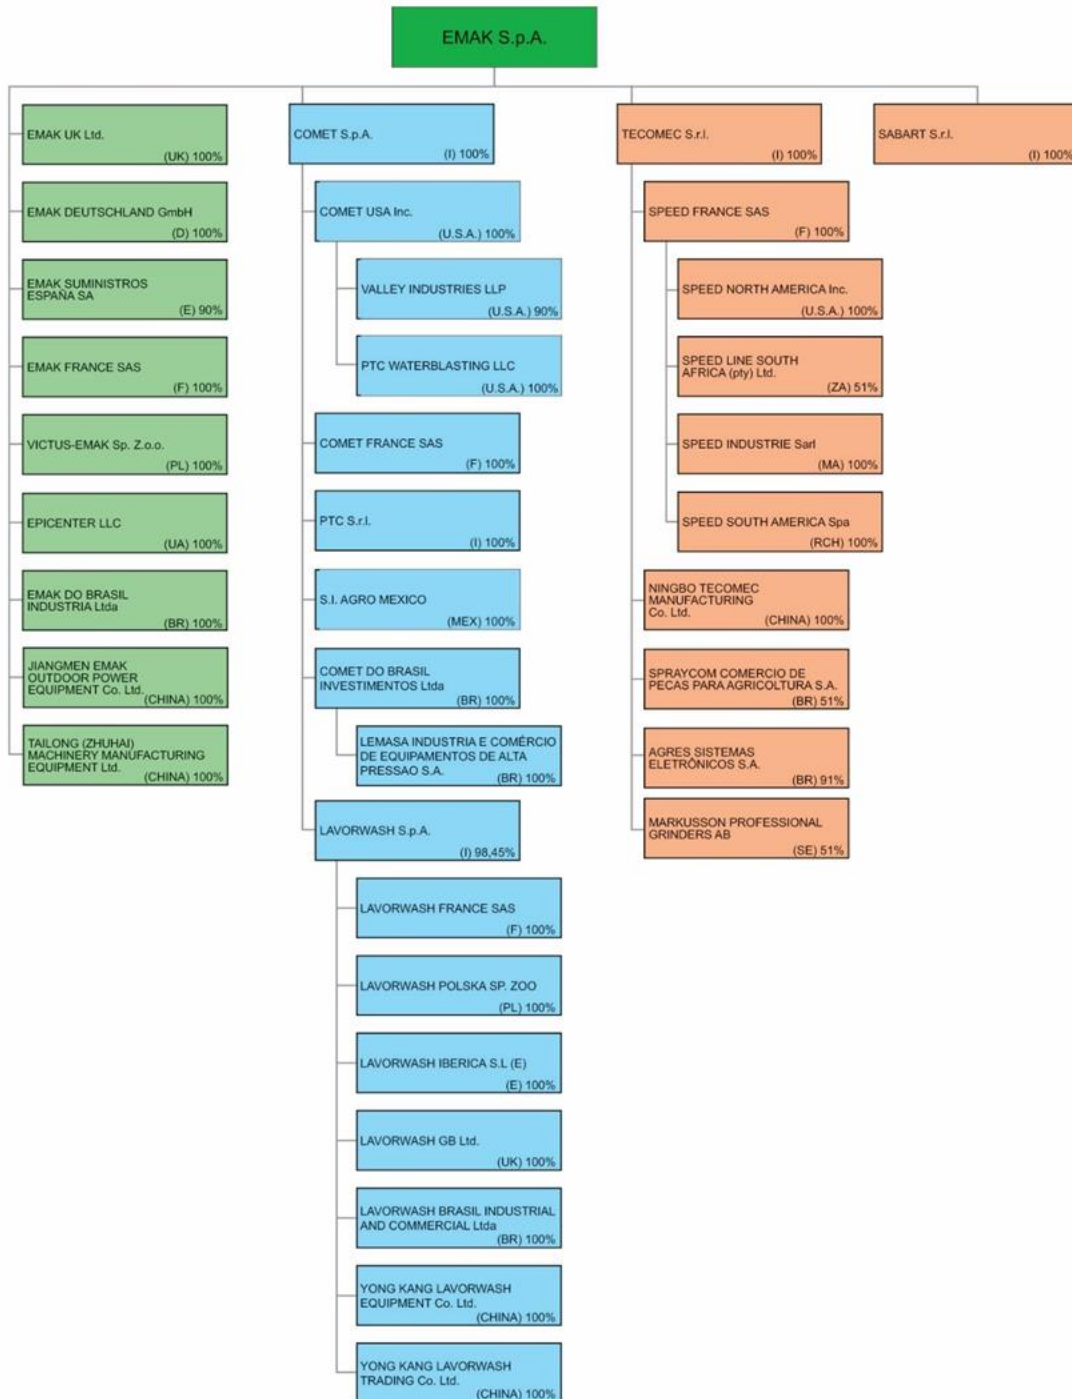 EMAK S.p.A.
EMAK UK Ltd.
(UK) 100%
EMAK DEUTSCHLAND GmbH
(D) 100%
EMAK SUMINISTROS
ESPAÑA SA
(E) 90%
EMAK FRANCE SAS
(F) 100%
VICTUS-EMAK Sp. Z.o.o.
(PL) 100%
EPICENTER LLC
(UA) 100%
EMAK DO BRASIL
INDUSTRIA Ltda
(BR) 100%
JIANGMEN EMAK
OUTDOOR POWER
EQUIPMENT Co. Ltd.
(CHINA) 100%
TAILONG (ZHUHAI)
MACHINERY MANUFACTURING
EQUIPMENT Ltd.
(CHINA) 100%
COMET S.p.A.
(I) 100%
COMET USA Inc.
(U.S.A.) 100%
VALLEY INDUSTRIES LLP
(U.S.A.) 90%
PTC WATERBLASTING LLC
(U.S.A.) 100%
COMET FRANCE SAS
(F) 100%
PTC S.r.l.
(I) 100%
S.I. AGRO MEXICO
(MEX) 100%
COMET DO BRASIL
INVESTIMENTOS Ltda
(BR) 100%
LEMASA INDUSTRIA E COMÉRCIO
DE EQUIPAMENTOS DE ALTA
PRESSAO S.A.
(BR) 100%
LAVORWASH S.p.A.
(I) 98,45%
LAVORWASH FRANCE SAS
(F) 100%
LAVORWASH POLSKA SP. ZOO
(PL) 100%
LAVORWASH IBERICA S.L (E)
(E) 100%
LAVORWASH GB Ltd.
(UK) 100%
LAVORWASH BRASIL INDUSTRIAL
AND COMMERCIAL Ltda
(BR) 100%
YONG KANG LAVORWASH
EQUIPMENT Co. Ltd.
(CHINA) 100%
YONG KANG LAVORWASH
TRADING Co. Ltd.
(CHINA) 100%
TECOMEC S.r.l.
(I) 100%
SPEED FRANCE SAS
(F) 100%
SPEED NORTH AMERICA Inc.
(U.S.A.) 100%
SPEED LINE SOUTH
AFRICA (pty) Ltd.
(ZA) 51%
SPEED INDUSTRIE Sarl
(MA) 100%
SPEED SOUTH AMERICA Spa
(RCH) 100%
NINGBO TECOMEC
MANUFACTURING
Co. Ltd.
(CHINA) 100%
SPRAYCOM COMERCIO DE
PECAS PARA AGRICOLTURA S.A.
(BR) 51%
AGRES SISTEMAS
ELETRÔNICOS S.A.
(BR) 91%
MARKUSSON PROFESSIONAL
GRINDERS AB
(SE) 51%
SABART S.r.l.
(I) 100%